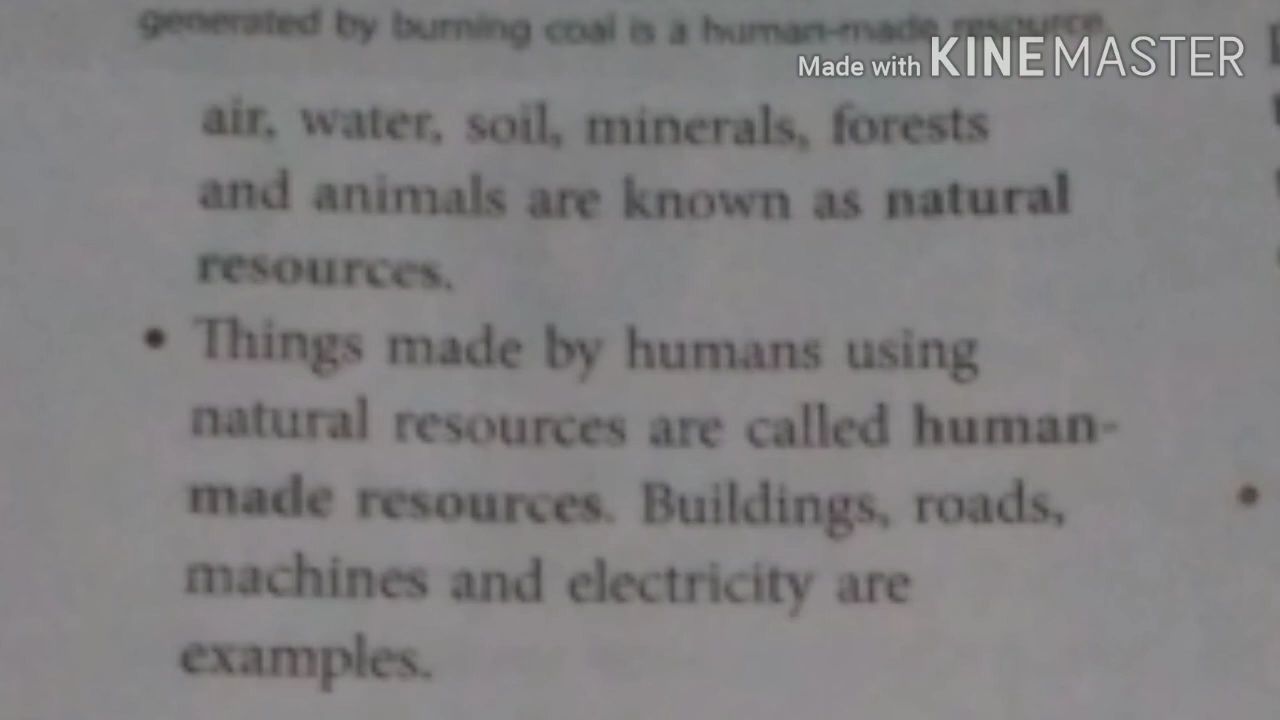 generated by burning coal is a human-made resource.
Made with KINEMASTER
air, water, soil, minerals, forests
and animals are known as natural
resources.
• Things made by humans using
natural resources are called human-
made resources. Buildings, roads,
machines and electricity are
examples.